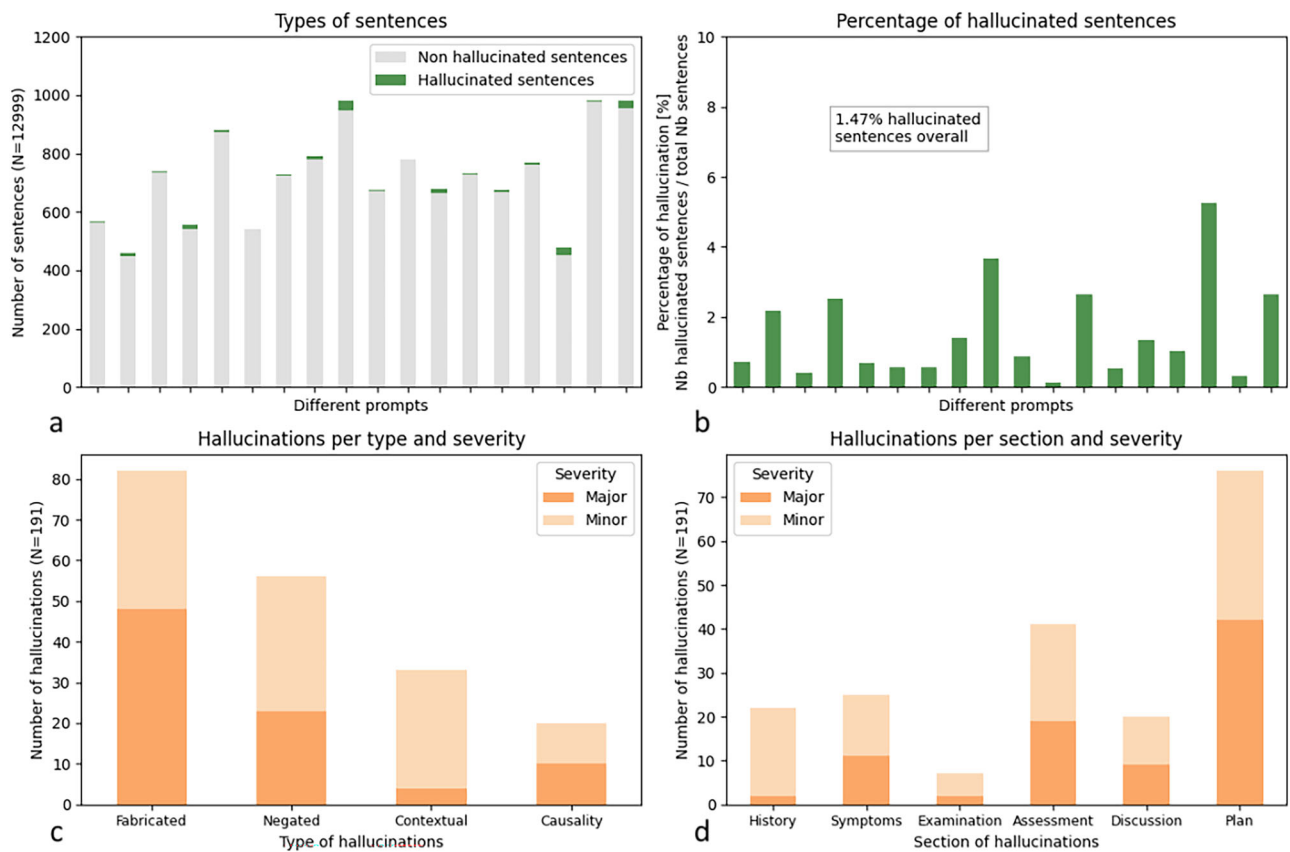 Types of sentences
1200
1000
800
600
400
200
0
Number of sentences (N=12999)
Non hallucinated sentences
Hallucinated sentences
Different prompts
a
Percentage of hallucinated sentences
10
8
6
4
2
0
Percentage of hallucination [%]
Nb hallucinated sentences / total Nb sentences
1.47% hallucinated
sentences overall
Different prompts
b
Hallucinations per type and severity
80
70
60
50
40
30
20
10
0
Number of hallucinations (N=191)
Severity
Major
Minor
Fabricated
Negated
Contextual
Causality
Type of hallucinations
c
Hallucinations per section and severity
70
60
50
40
30
20
10
0
Number of hallucinations (N=191)
Severity
Major
Minor
History
Symptoms
Examination
Assessment
Discussion
Plan
Section of hallucinations
d